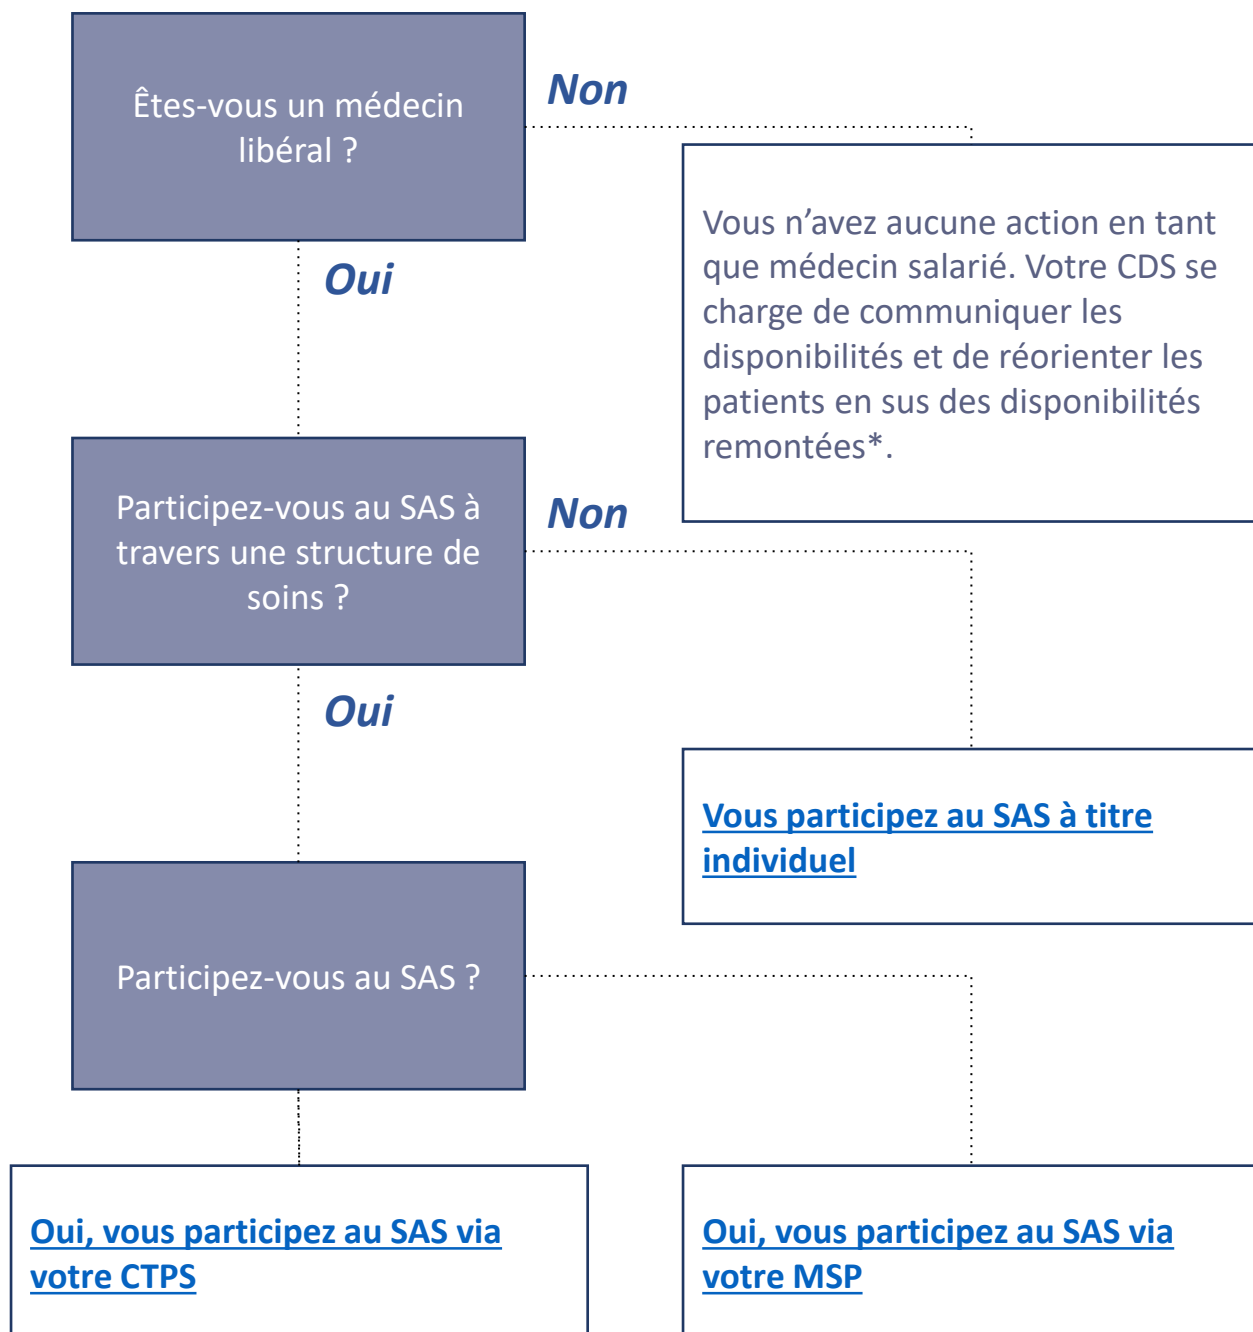 Êtes-vous un médecin
libéral ?
Non
Vous n’avez aucune action en tant
que médecin salarié. Votre CDS se
charge de communiquer les
disponibilités et de réorienter les
patients en sus des disponibilités
remontées*.
Oui
Participez-vous au SAS à
travers une structure de
soins ?
Non
Oui
Vous participez au SAS à titre
individuel
Participez-vous au SAS ?
Oui, vous participez au SAS via
votre CTPS
Oui, vous participez au SAS via
votre MSP